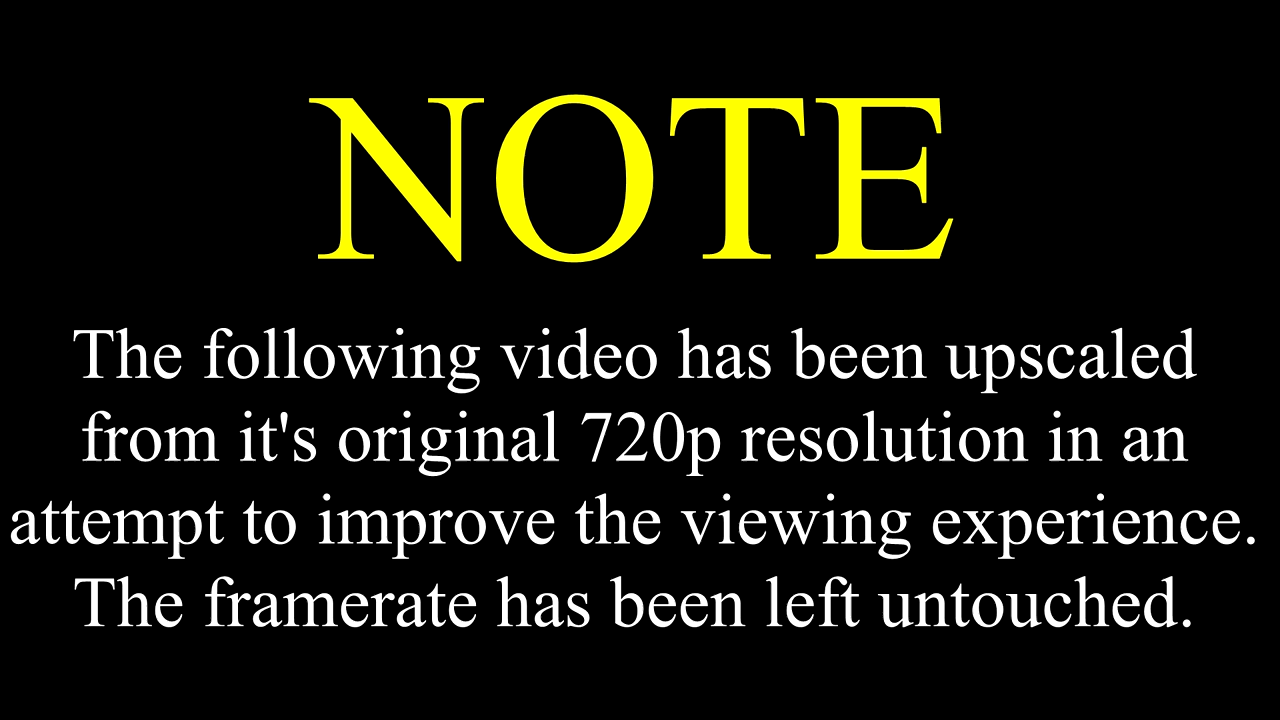 NOTE
The following video has been upscaled
from it's original 720p resolution in an
attempt to improve the viewing experience.
The framerate has been left untouched.